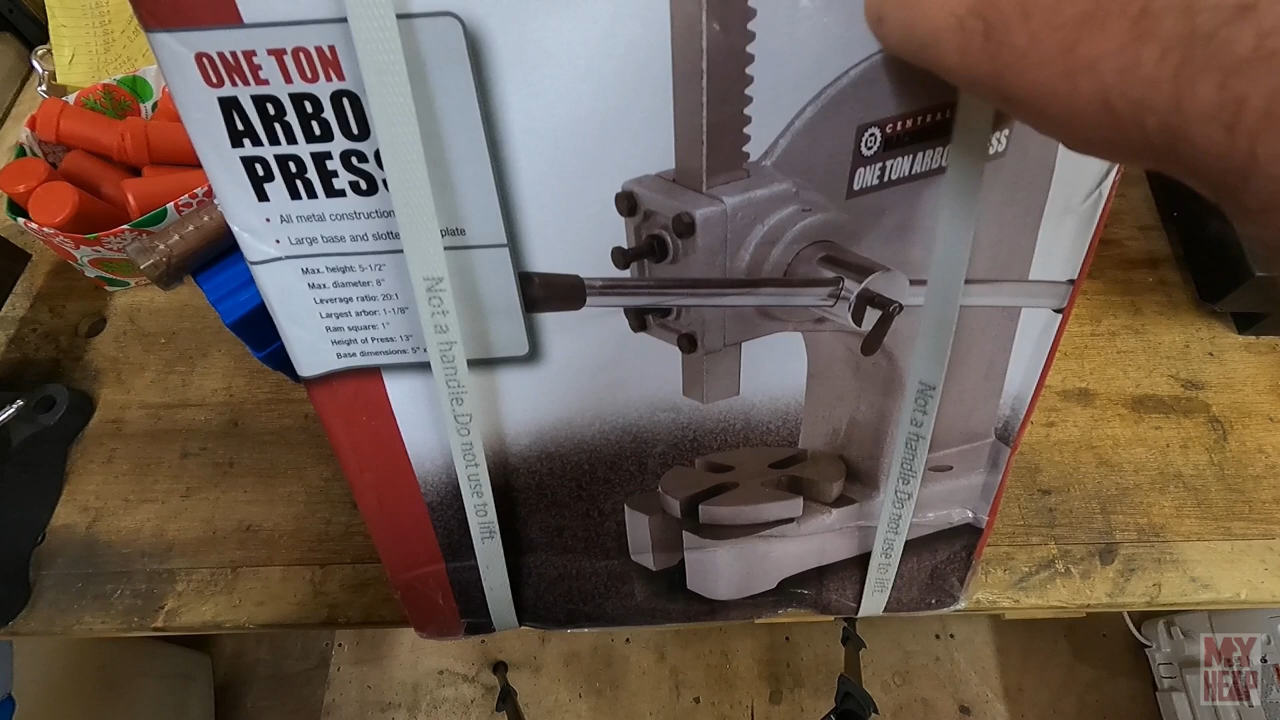 ONE TON
ARBO
PRESS
• All metal construction
• Large base and slotte plate
Max. height: 5-1/2"
Max. diameter: 8"
Leverage ratio: 20:1
Largest arbor: 1-1/8"
Ram square: 1"
Height of Press: 13"
Base dimensions: 5" x
CENTRAL
ONE TON ARBO SS
Not a handle.Do not use to lift.
Not a handle.Do not use to lift.
MY
HEAP